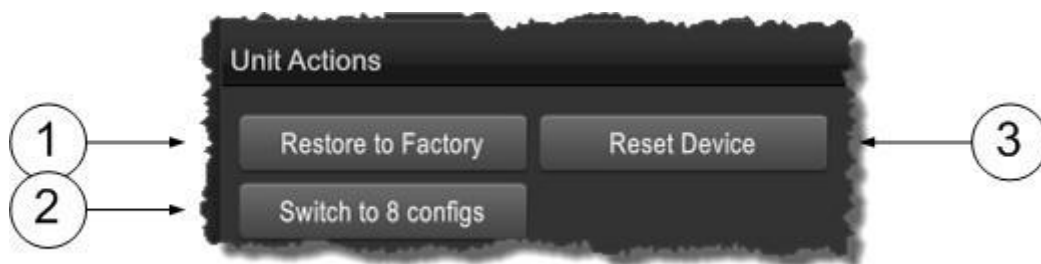 Unit Actions
1 Restore to Factory Reset Device 3
2 Switch to 8 configs